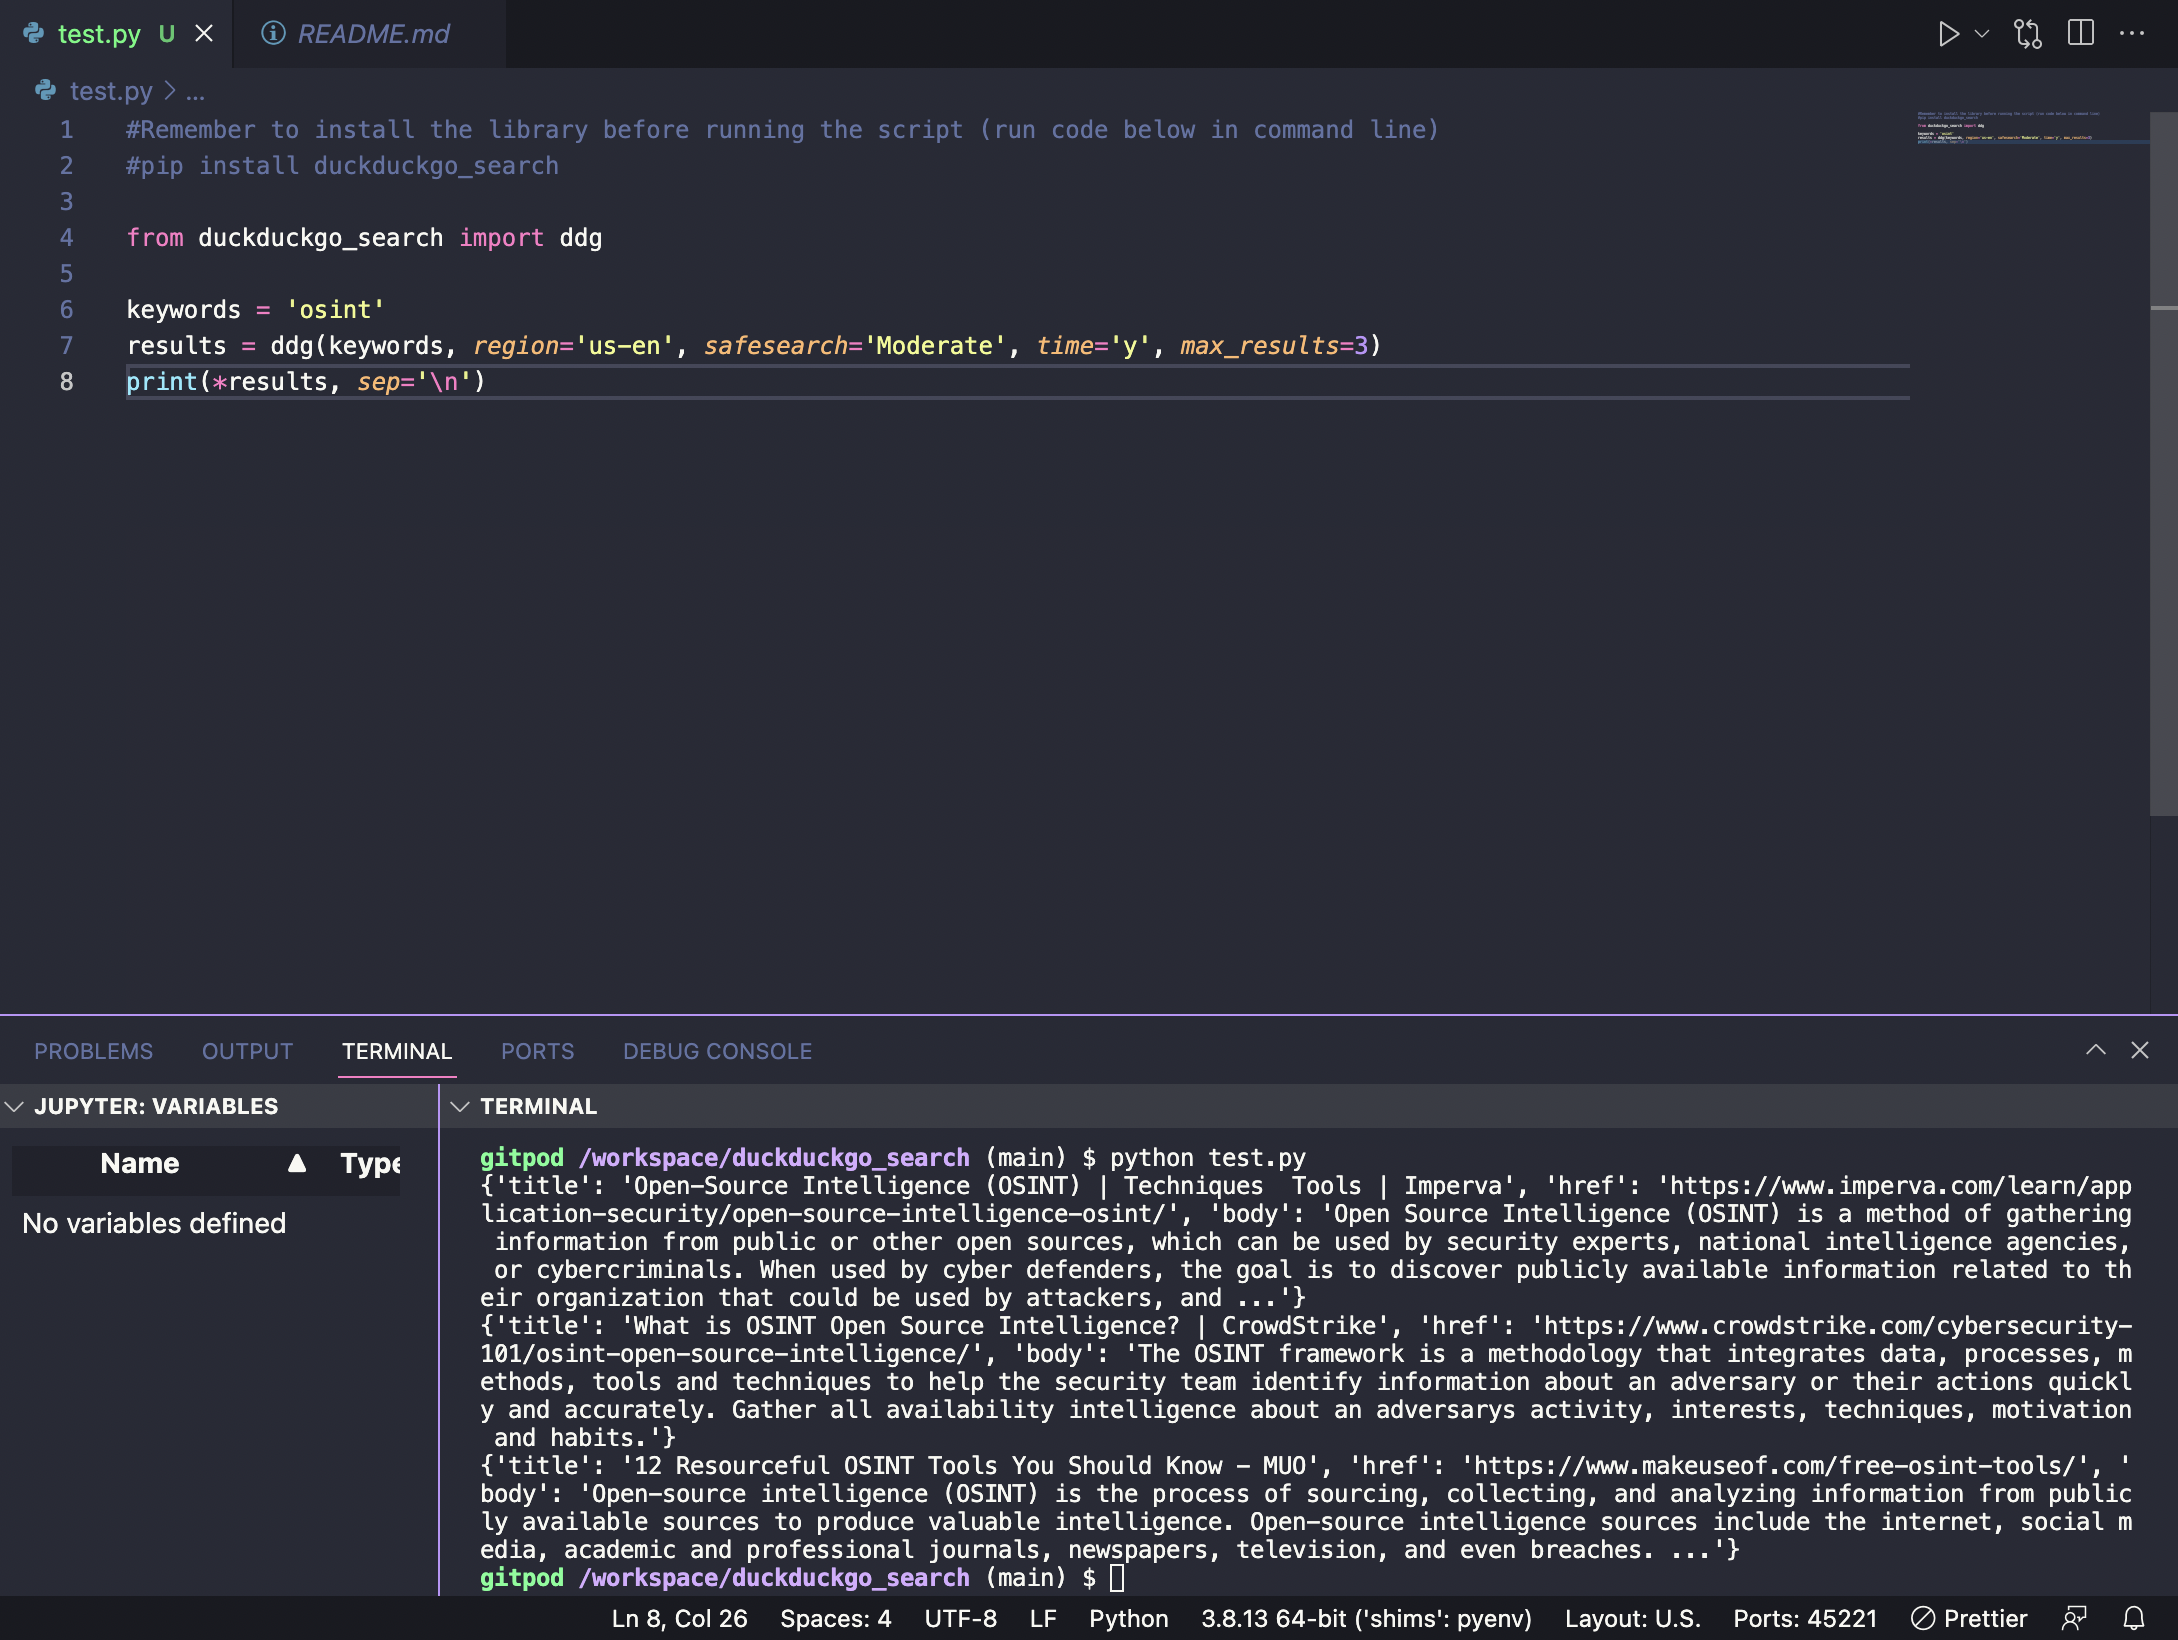 test.py U
README.md
test.py > ...
1 #Remember to install the library before running the script (run code below in command line)
2 #pip install duckduckgo_search
3
4 from duckduckgo_search import ddg
5
6 keywords = 'osint'
7 results = ddg(keywords, region='us-en', safesearch='Moderate', time='y', max_results=3)
8 print(*results, sep='\n')
PROBLEMS OUTPUT TERMINAL PORTS DEBUG CONSOLE
JUPYTER: VARIABLES
Name Type
No variables defined
TERMINAL
gitpod /workspace/duckduckgo_search (main) $ python test.py
{'title': 'Open-Source Intelligence (OSINT) | Techniques  Tools | Imperva', 'href': 'https://www.imperva.com/learn/app
lication-security/open-source-intelligence-osint/', 'body': 'Open Source Intelligence (OSINT) is a method of gathering
 information from public or other open sources, which can be used by security experts, national intelligence agencies,
 or cybercriminals. When used by cyber defenders, the goal is to discover publicly available information related to th
eir organization that could be used by attackers, and ...'}
{'title': 'What is OSINT Open Source Intelligence? | CrowdStrike', 'href': 'https://www.crowdstrike.com/cybersecurity-
101/osint-open-source-intelligence/', 'body': 'The OSINT framework is a methodology that integrates data, processes, m
ethods, tools and techniques to help the security team identify information about an adversary or their actions quickl
y and accurately. Gather all availability intelligence about an adversarys activity, interests, techniques, motivation
 and habits.'}
{'title': '12 Resourceful OSINT Tools You Should Know - MUO', 'href': 'https://www.makeuseof.com/free-osint-tools/', '
body': 'Open-source intelligence (OSINT) is the process of sourcing, collecting, and analyzing information from public
ly available sources to produce valuable intelligence. Open-source intelligence sources include the internet, social m
edia, academic and professional journals, newspapers, television, and even breaches. ...'}
gitpod /workspace/duckduckgo_search (main) $
Ln 8, Col 26 Spaces: 4 UTF-8 LF Python 3.8.13 64-bit ('shims': pyenv) Layout: U.S. Ports: 45221 Prettier